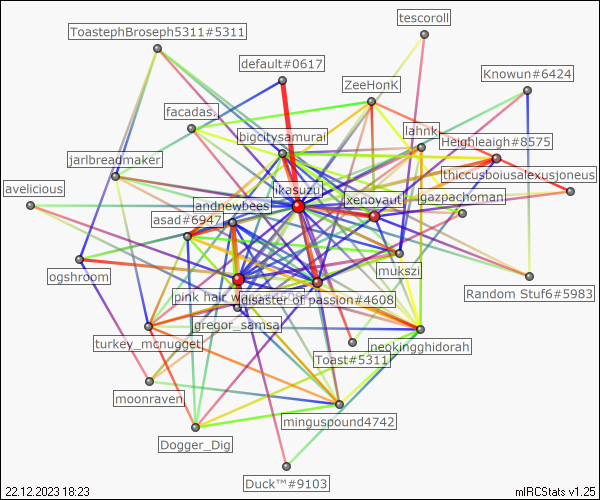 tescoroll
ToastephBroseph5311#5311
default#0617
Knowun#6424
ZeeHonK
facadas.
lahnk
bigcitysamurai
Heighleaigh#8575
jarlbreadmaker
thiccusboiusalexusjoneus
avelicious
ikasuzu
xenovaut
gazpachoman
andnewbees
asad#6947
mukszi
ogshroom
Random Stuf6#5983
pink hair
disaster of passion#4608
gregor_samsa
turkey_mcnugget
neokingghidorah
Toast#5311
moonraven
minguspound4742
Dogger_Dig
Duck™#9103
22.12.2023 18:23
mIRCStats v1.25